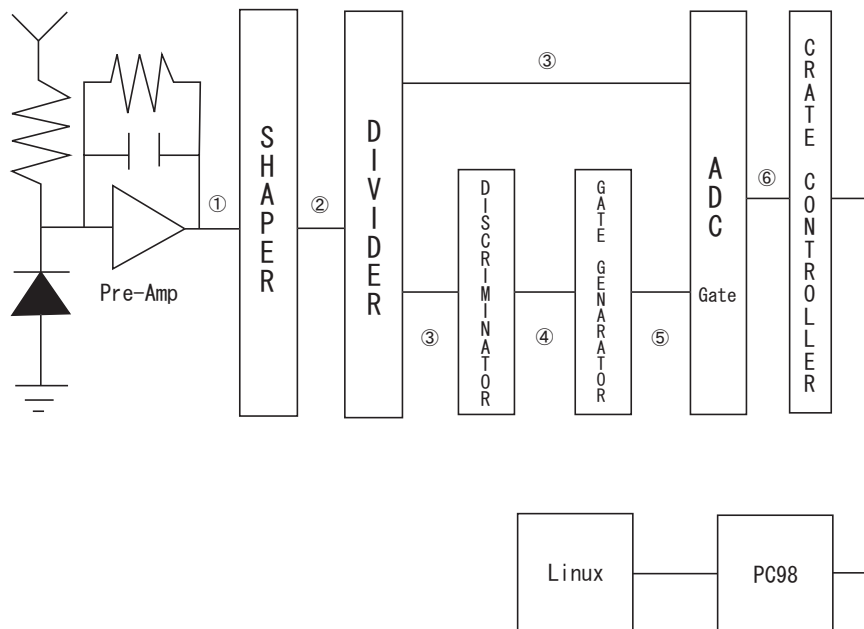 Pre-Amp
①
SHAPER
②
DIVIDER
③
③
DISCRIMINATOR
④
GATE GENARATOR
⑤
ADC
Gate
⑥
CRATE CONTROLLER
Linux
PC98